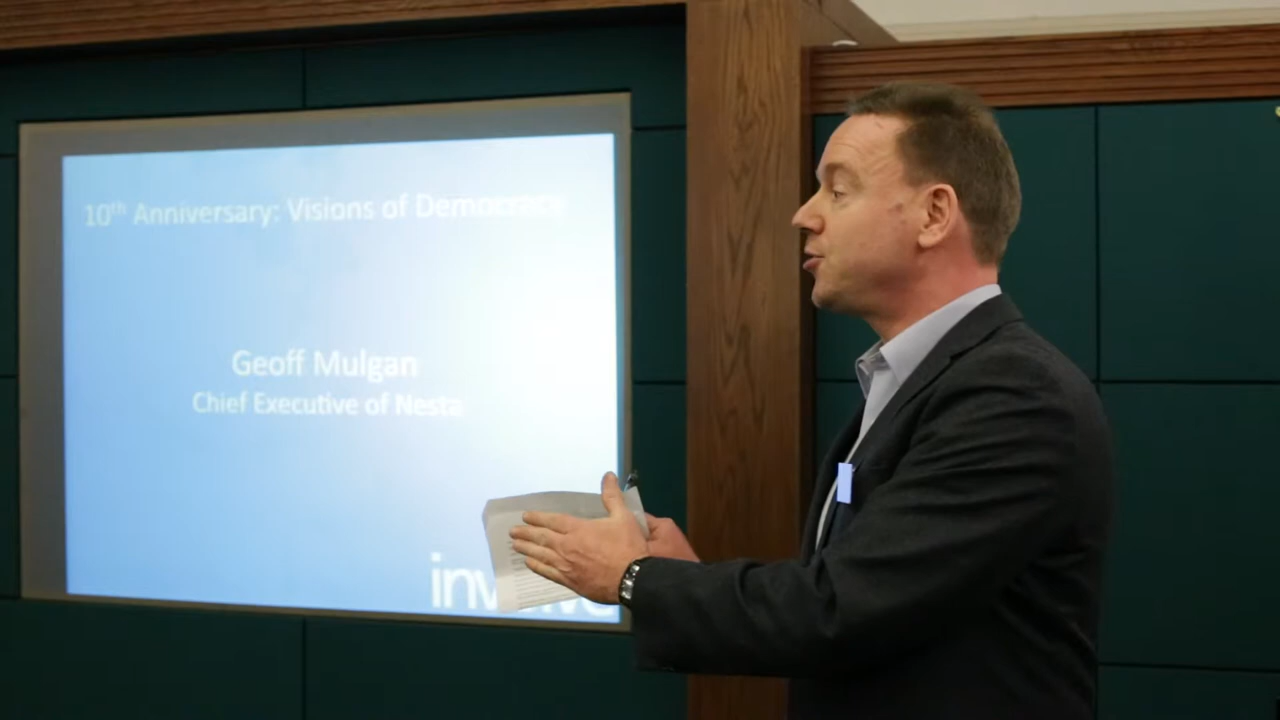 10th Anniversary: Visions of Democracy
Geoff Mulgan
Chief Executive of Nesta